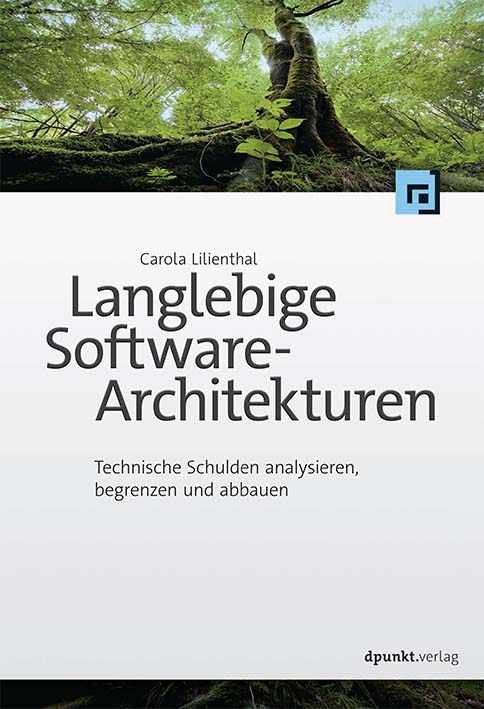 Carola Lilienthal
Langlebige
Software-
Architekturen
Technische Schulden analysieren,
begrenzen und abbauen
dpunkt.verlag